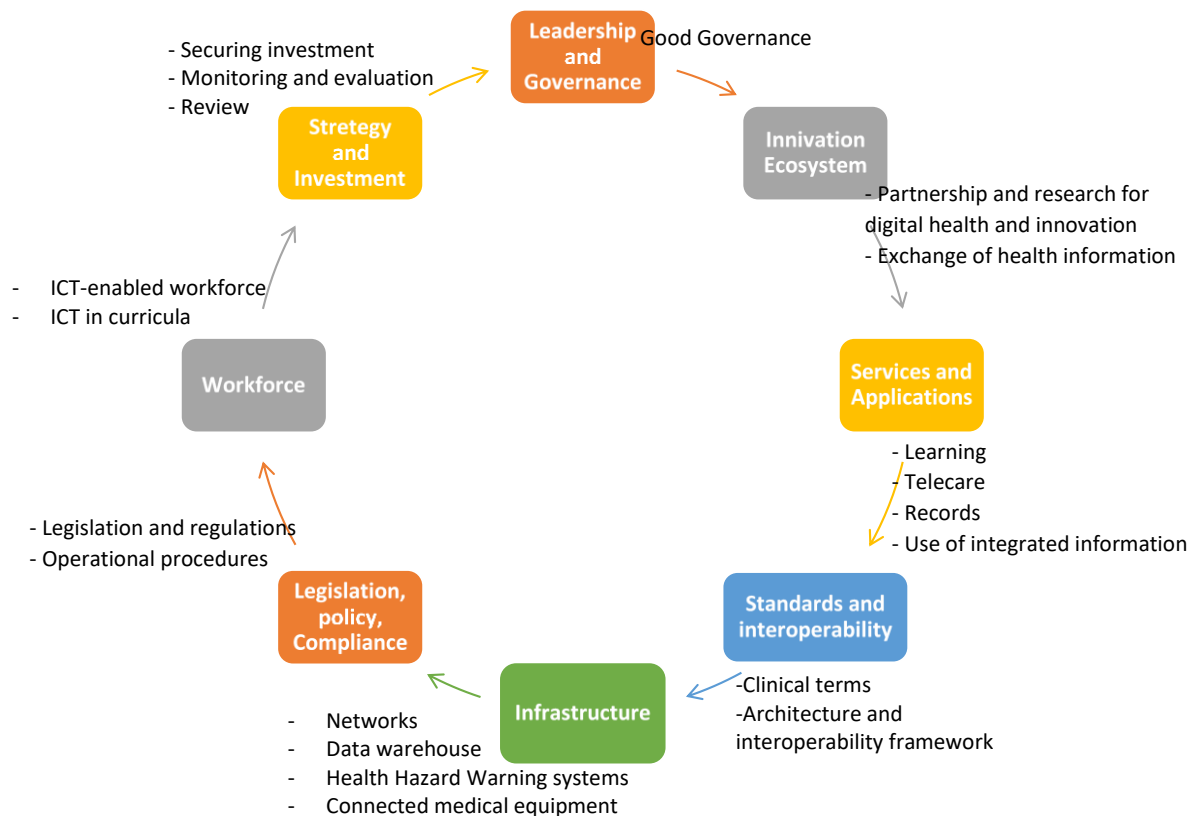 Leadership
and
Governance
Good Governance
Innivation
Ecosystem
- Partnership and research for
digital health and innovation
- Exchange of health information
Services and
Applications
- Learning
- Telecare
- Records
- Use of integrated information
Standards and
interoperability
-Clinical terms
-Architecture and
interoperability framework
Infrastructure
- Networks
- Data warehouse
- Health Hazard Warning systems
- Connected medical equipment
Legislation,
policy,
Compliance
- Legislation and regulations
- Operational procedures
Workforce
- ICT-enabled workforce
- ICT in curricula
Stretegy
and
Investment
- Securing investment
- Monitoring and evaluation
- Review